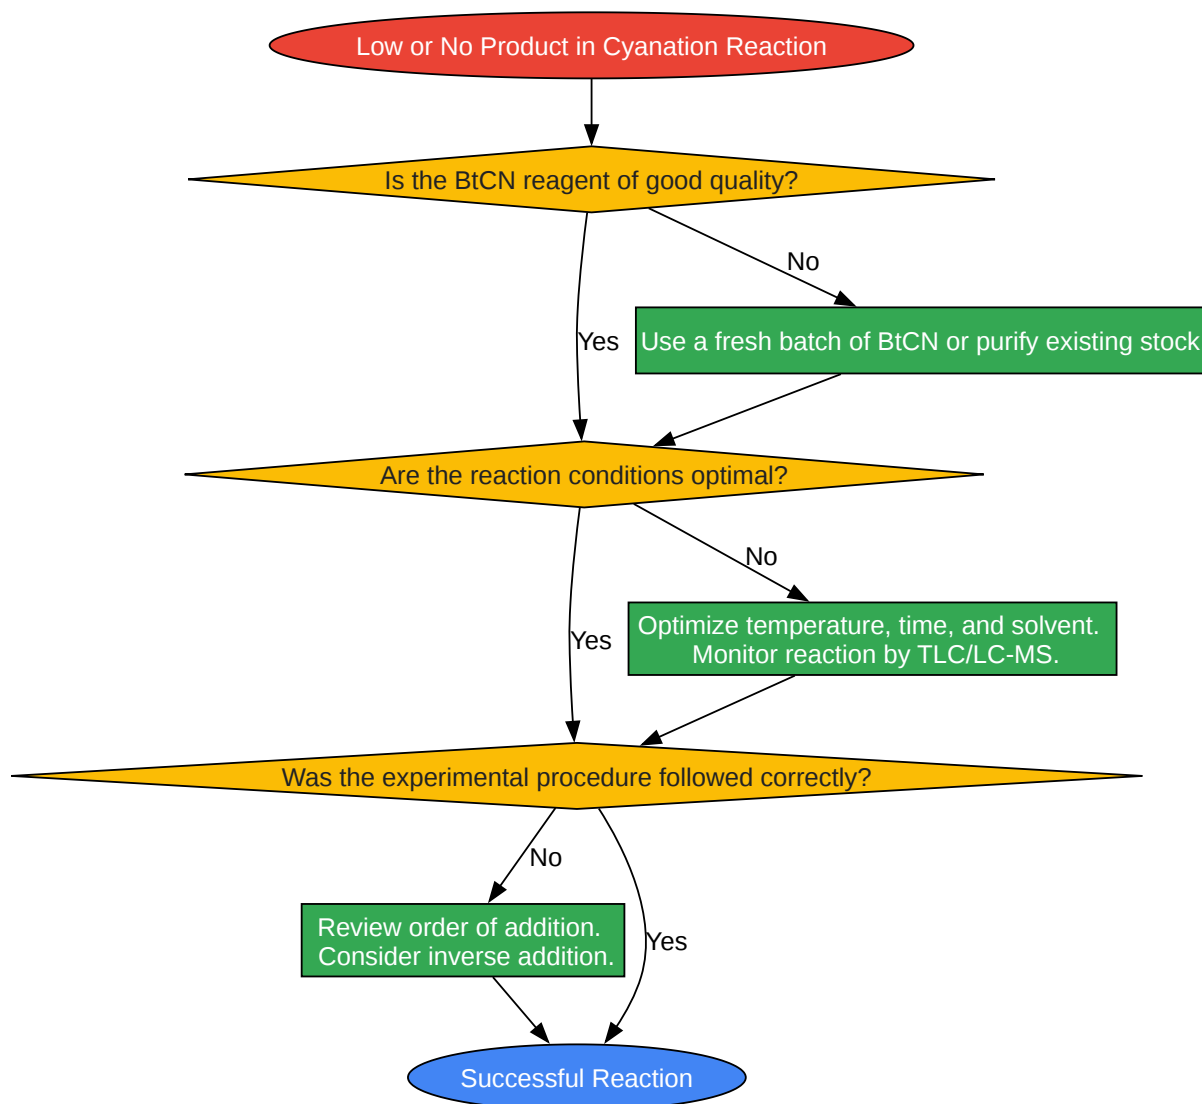 Low or No Product in Cyanation Reaction
Is the BtCN reagent of good quality?
No
Yes
Use a fresh batch of BtCN or purify existing stock
Are the reaction conditions optimal?
No
Yes
Optimize temperature, time, and solvent.
Monitor reaction by TLC/LC-MS.
Was the experimental procedure followed correctly?
No
Review order of addition.
Consider inverse addition.
Yes
Successful Reaction